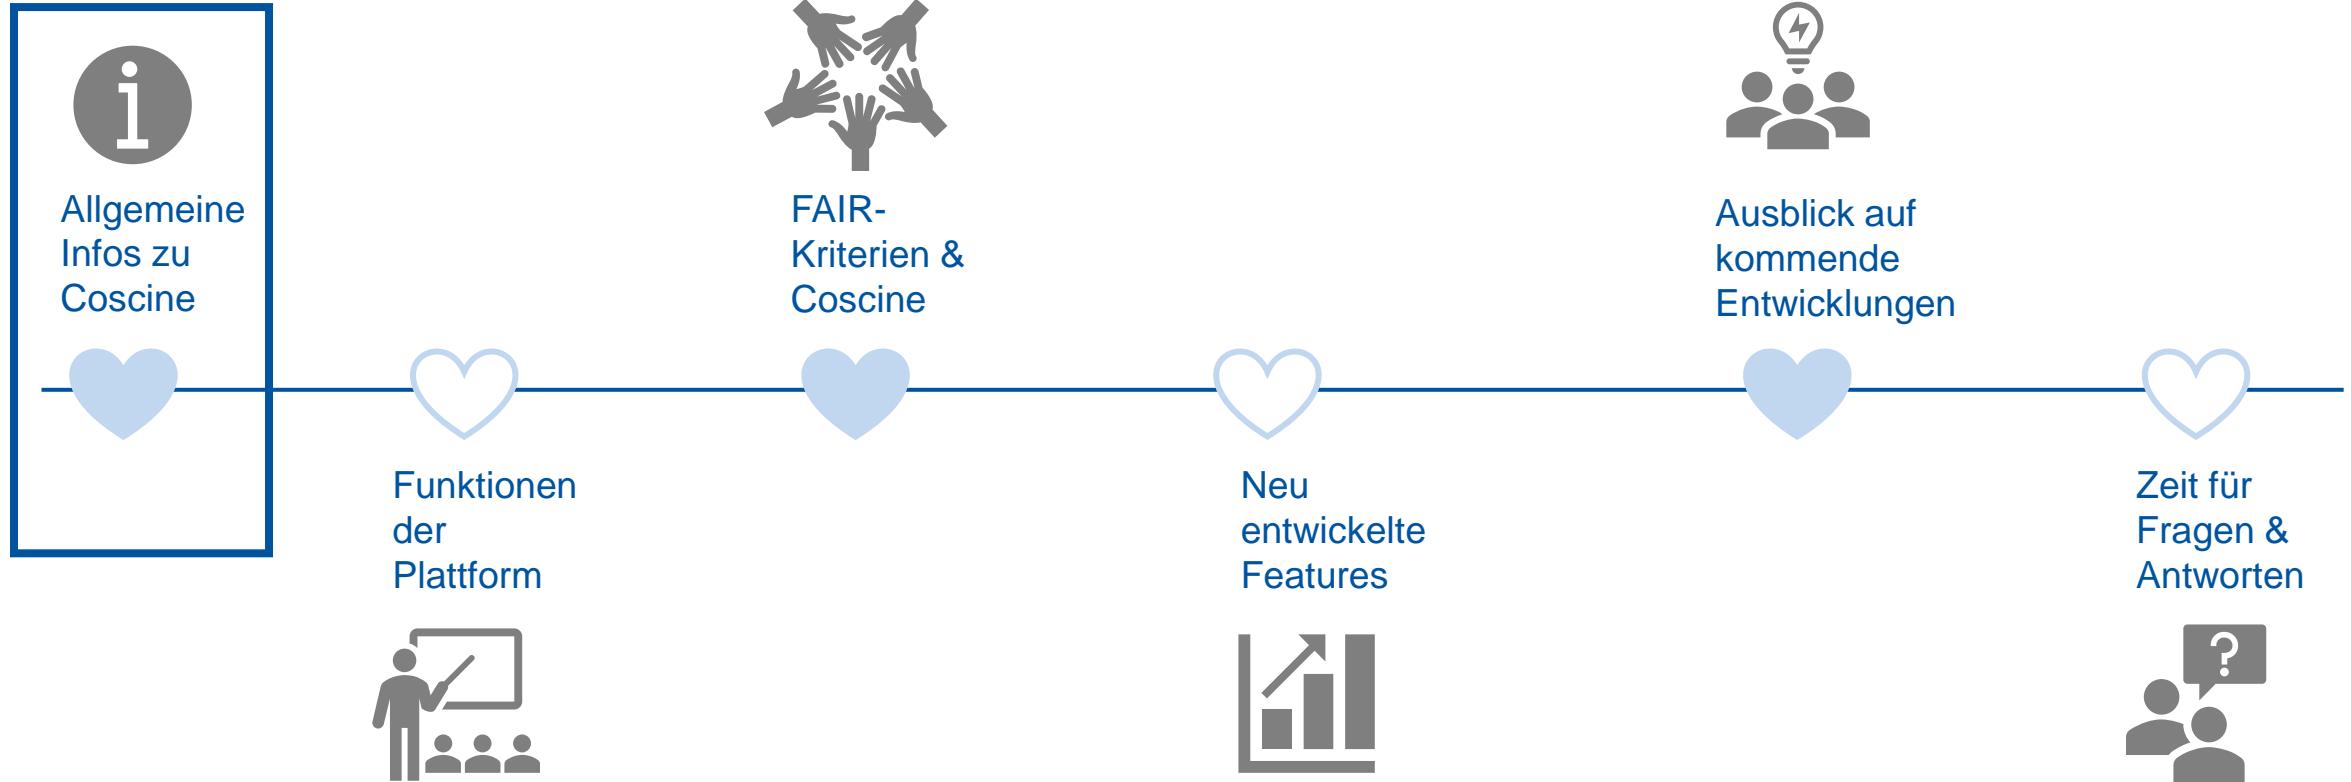 Allgemeine
Infos zu
Coscine
Funktionen
der
Plattform
FAIR-
Kriterien &
Coscine
Neu
entwickelte
Features
Ausblick auf
kommende
Entwicklungen
Zeit für
Fragen &
Antworten
?